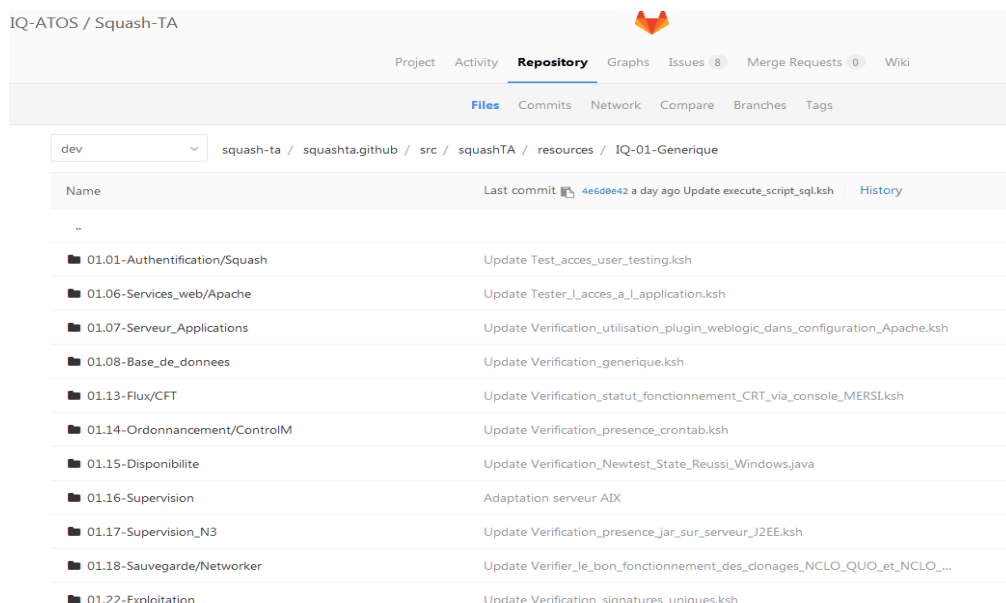 IQ-ATOS / Squash-TA
Project Activity Repository Graphs Issues 8 Merge Requests 0 Wiki
Files Commits Network Compare Branches Tags
dev squash-ta / squashta.github / src / squashTA / resources / IQ-01-Generique
Name Last commit 4e6d0e42 a day ago Update execute_script_sql.ksh History
..
01.01-Authentification/Squash Update Test_acces_user_testing.ksh
01.06-Services_web/Apache Update Tester_l_acces_a_l_application.ksh
01.07-Serveur_Applications Update Verification_utilisation_plugin_weblogic_dans_configuration_Apache.ksh
01.08-Base_de_donnees Update Verification_generique.ksh
01.13-Flux/CFT Update Verification_statut_fonctionnement_CRT_via_console_MERSI.ksh
01.14-Ordonnancement/ControlM Update Verification_presence_crontab.ksh
01.15-Disponibilite Update Verification_Newtest_State_Reussi_Windows.java
01.16-Supervision Adaptation serveur AIX
01.17-Supervision_N3 Update Verification_presence_jar_sur_serveur_J2EE.ksh
01.18-Sauvegarde/Networker Update Verifier_le_bon_fonctionnement_des_clonages_NCLO_QUO_et_NCLO_...
01.22-Exploitation Update Verification_signatures_uniques.ksh